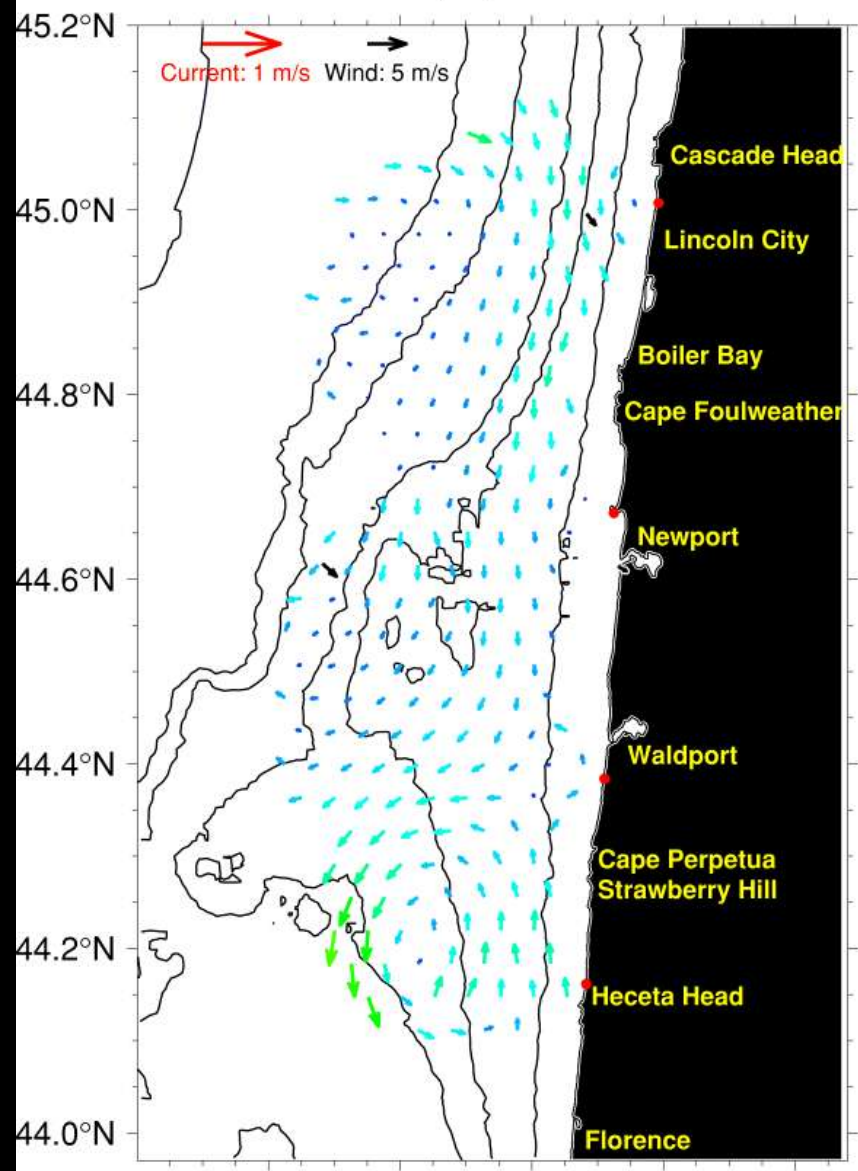 45.2°N
Current: 1 m/s Wind: 5 m/s
Cascade Head
45.0°N
Lincoln City
Boiler Bay
44.8°N
Cape Foulweather
Newport
44.6°N
Waldport
44.4°N
Cape Perpetua
Strawberry Hill
44.2°N
Heceta Head
44.0°N
Florence